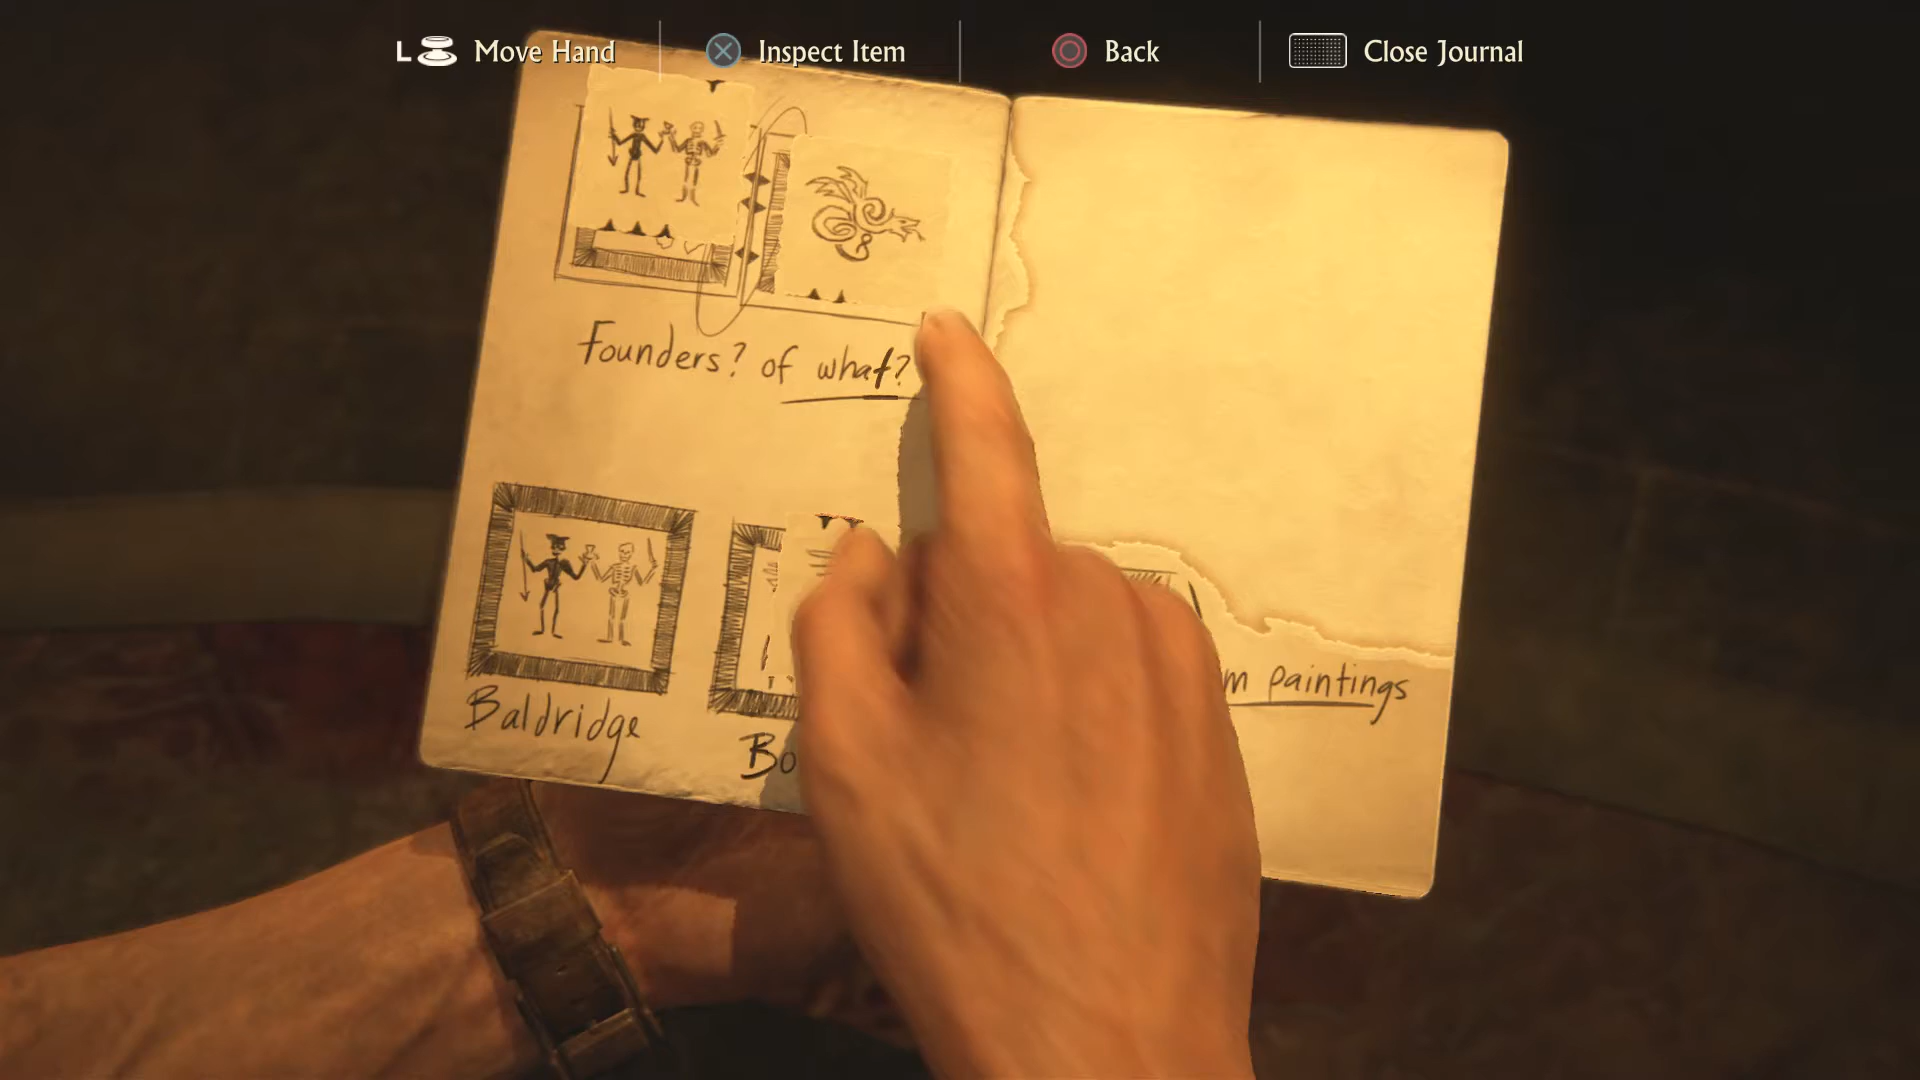 L Move Hand
Inspect Item
Back
Close Journal
Founders? of what?
Baldridge
paintings